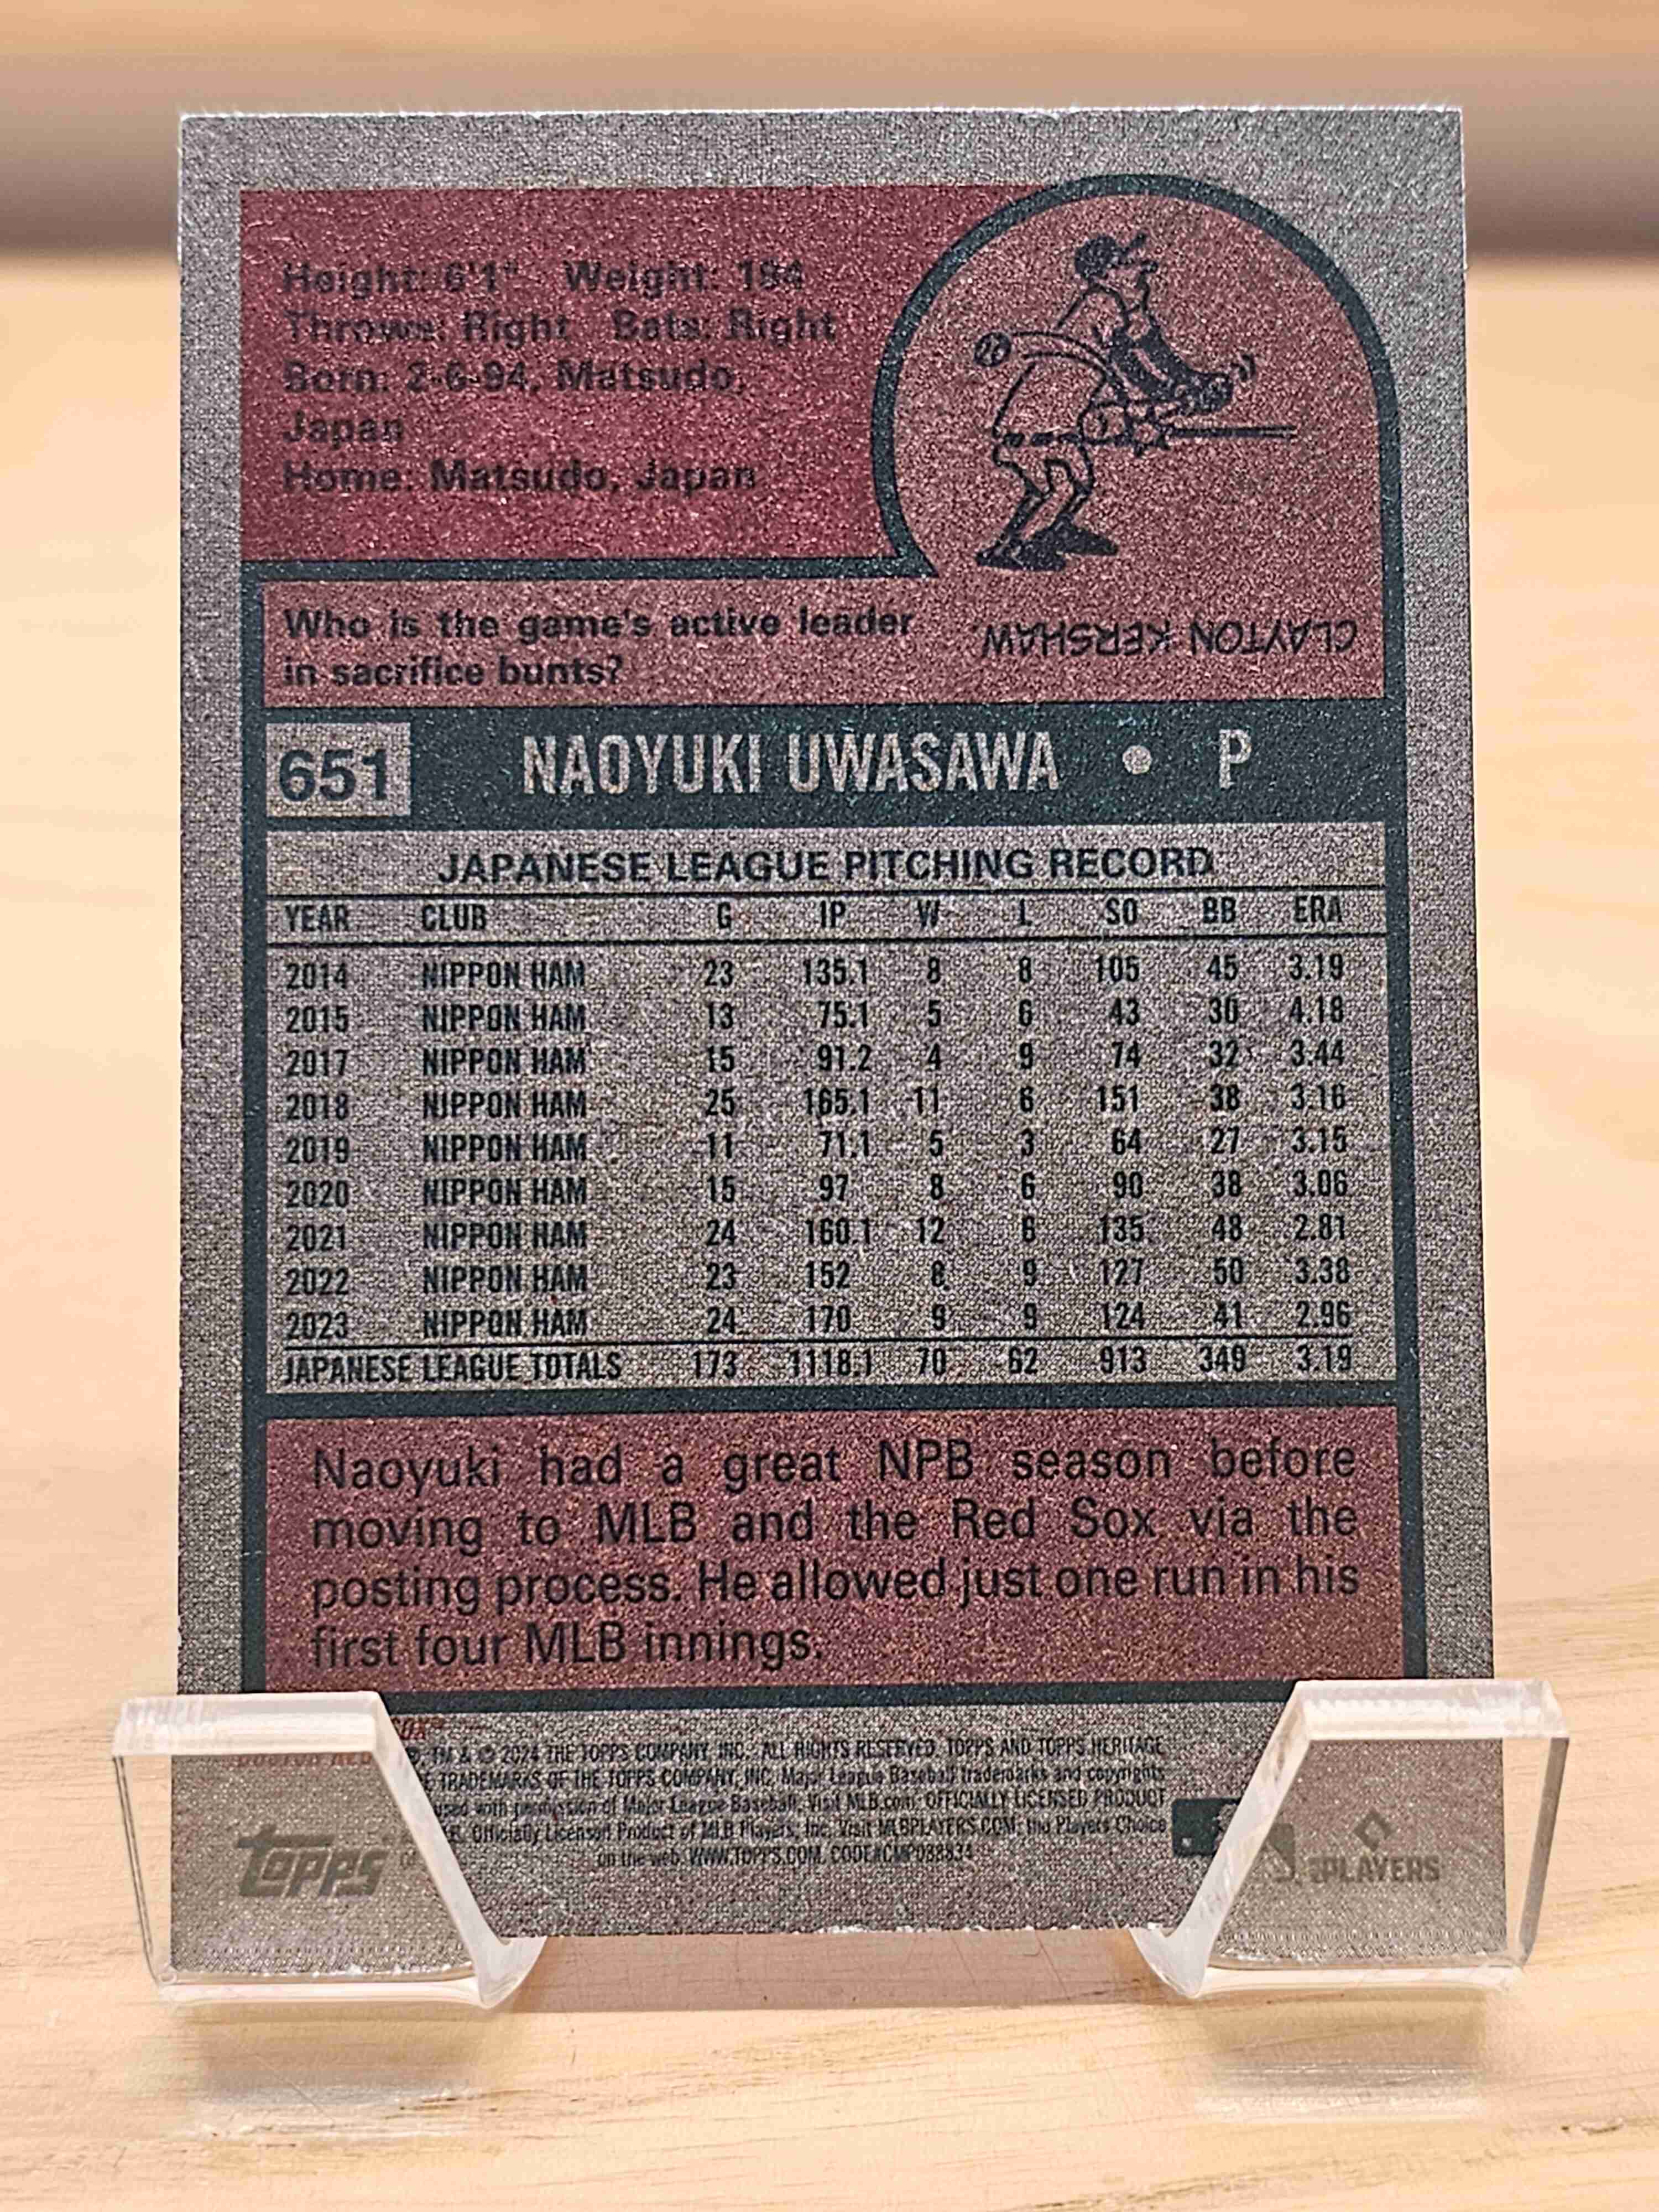 Height: 6'1" Weight: 194
Throws: Right Bats: Right
Born: 2-6-94, Matsudo,
Japan
Home: Matsudo, Japan
Who is the game's active leader
in sacrifice bunts?
CLAYTON KERSHAW.
651 NAOYUKI UWASAWA • P
JAPANESE LEAGUE PITCHING RECORD
YEAR CLUB G IP W L SO BB ERA
2014 NIPPON HAM 23 135.1 8 8 105 45 3.19
2015 NIPPON HAM 13 75.1 5 6 43 30 4.18
2017 NIPPON HAM 15 91.2 4 9 74 32 3.44
2018 NIPPON HAM 25 165.1 11 6 151 38 3.16
2019 NIPPON HAM 11 71.1 5 3 64 27 3.15
2020 NIPPON HAM 15 97 8 6 90 38 3.06
2021 NIPPON HAM 24 160.1 12 6 135 48 2.81
2022 NIPPON HAM 23 152 8 9 127 50 3.38
2023 NIPPON HAM 24 170 9 9 124 41 2.96
JAPANESE LEAGUE TOTALS 173 1118.1 70 62 913 349 3.19
Naoyuki had a great NPB season before
moving to MLB and the Red Sox via the
posting process. He allowed just one run in his
first four MLB innings.
®, TM & © 2024 THE TOPPS COMPANY, INC. ALL RIGHTS RESERVED. TOPPS AND TOPPS HERITAGE
TRADEMARKS OF THE TOPPS COMPANY, INC. Major League Baseball trademarks and copyrights
used with permission of Major League Baseball. Visit MLB.com. OFFICIALLY LICENSED PRODUCT
Officially Licensed Product of MLB Players, Inc. Visit MLBPLAYERS.COM, the Players Choice
on the web. WWW.TOPPS.COM. CODE#CMP038834
TOPPS
PLAYERS